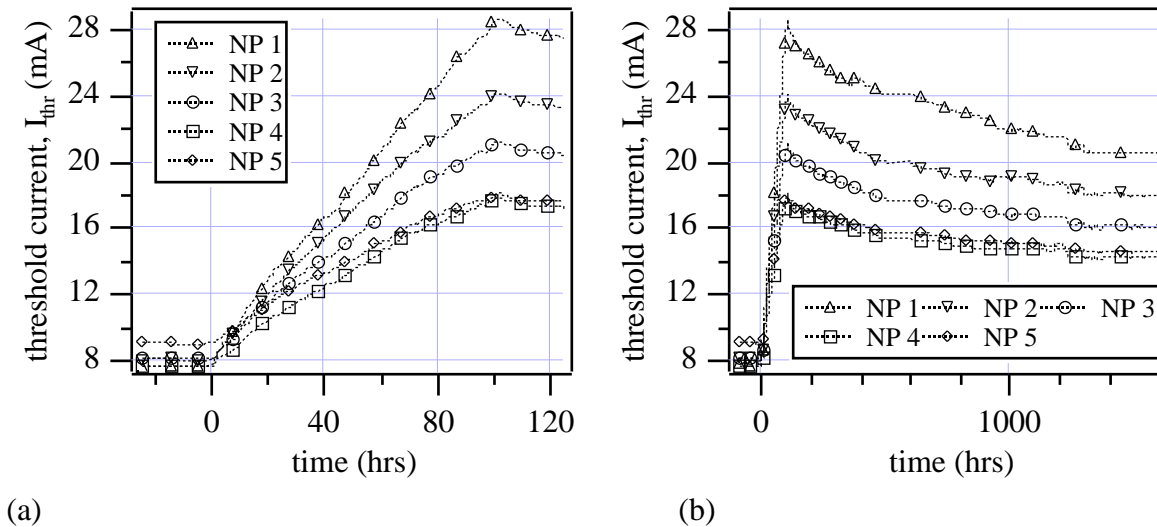 threshold current, I_thr (mA)
28
24
20
16
12
8
NP 1
NP 2
NP 3
NP 4
NP 5
0 40 80 120
time (hrs)
(a)
threshold current, I_thr (mA)
28
24
20
16
12
8
NP 1 NP 2 NP 3
NP 4 NP 5
0 1000
time (hrs)
(b)